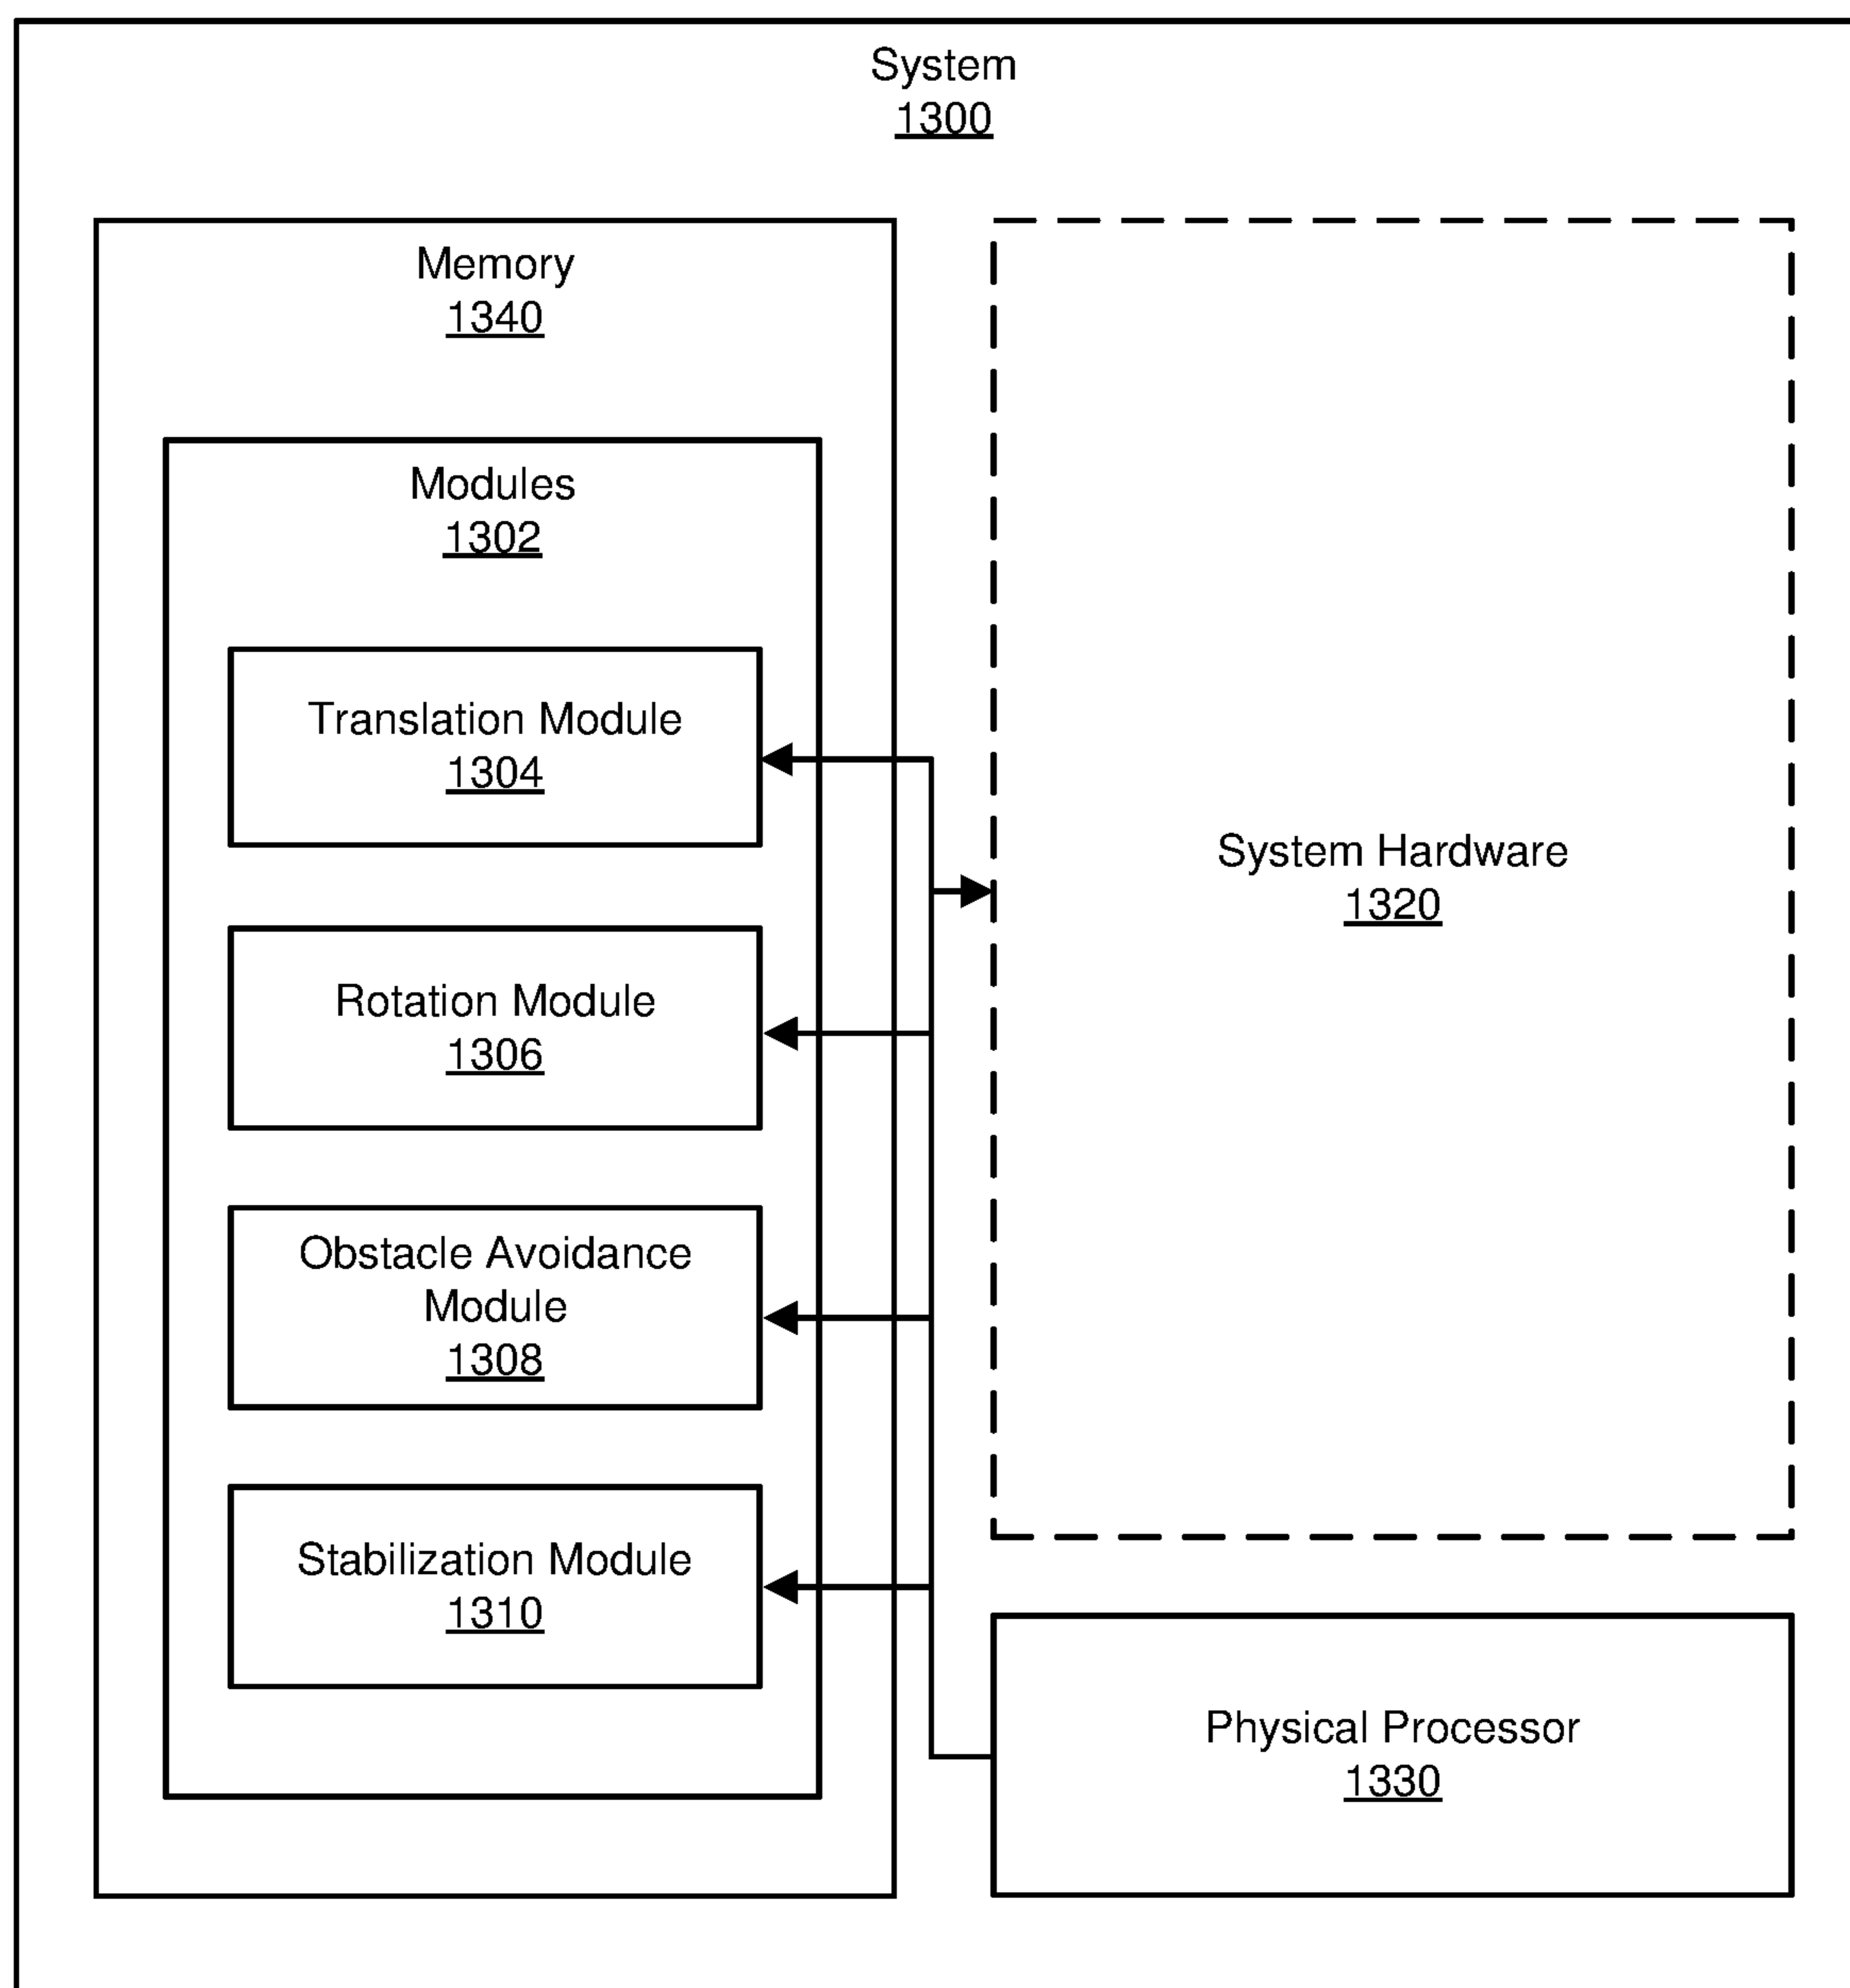 System
1300
Memory
1340
Modules
1302
Translation Module
1304
Rotation Module
1306
Obstacle Avoidance
Module
1308
Stabilization Module
1310
System Hardware
1320
Physical Processor
1330